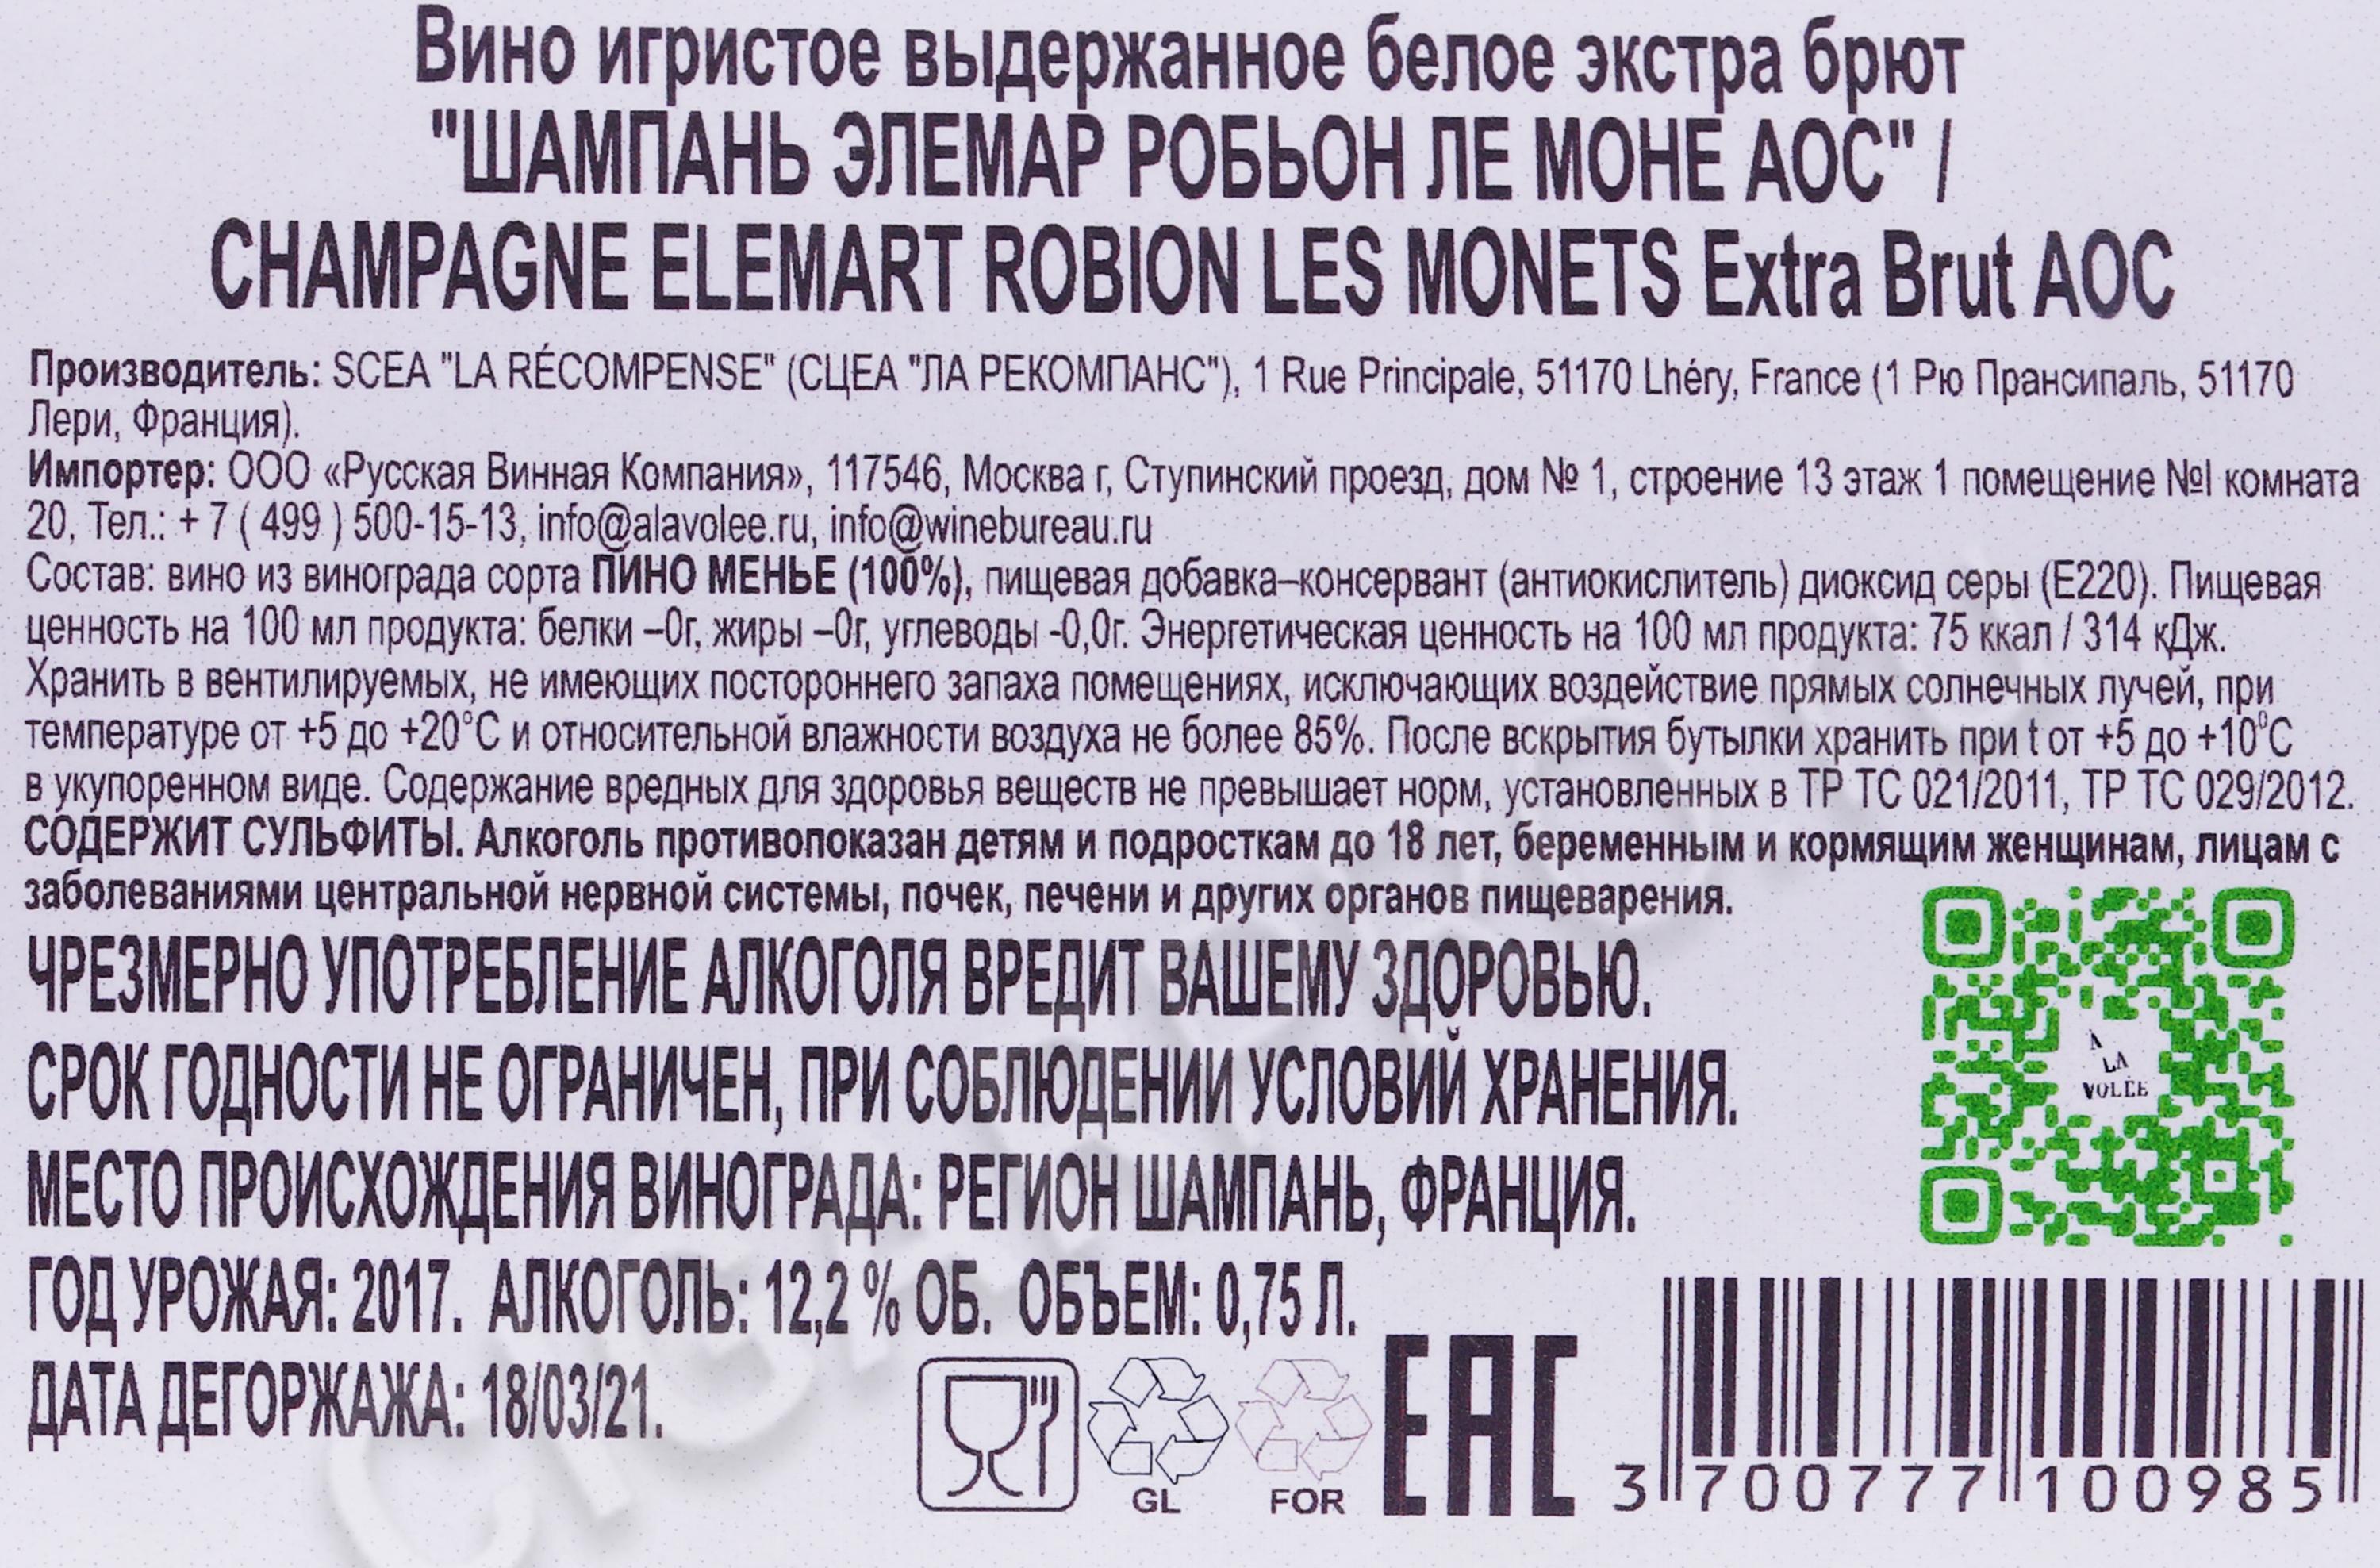 Вино игристое выдержанное белое экстра брют
"ШАМПАНЬ ЭЛЕМАР РОБЬОН ЛЕ МОНЕ АОС" /
CHAMPAGNE ELEMART ROBION LES MONETS Extra Brut AOC
Производитель: SCEA "LA RÉCOMPENSE" (СЦЕА "ЛА РЕКОМПАНС"), 1 Rue Principale, 51170 Lhéry, France (1 Рю Прансипаль, 51170
Лери, Франция).
Импортер: ООО «Русская Винная Компания», 117546, Москва г, Ступинский проезд, дом № 1, строение 13 этаж 1 помещение №I комната
20, Тел.: + 7 ( 499 ) 500-15-13, info@alavolee.ru, info@winebureau.ru
Состав: вино из винограда сорта ПИНО МЕНЬЕ (100%), пищевая добавка–консервант (антиокислитель) диоксид серы (Е220). Пищевая
ценность на 100 мл продукта: белки –0г, жиры –0г, углеводы -0,0г. Энергетическая ценность на 100 мл продукта: 75 ккал / 314 кДж.
Хранить в вентилируемых, не имеющих постороннего запаха помещениях, исключающих воздействие прямых солнечных лучей, при
температуре от +5 до +20°С и относительной влажности воздуха не более 85%. После вскрытия бутылки хранить при t от +5 до +10⁰С
в укупоренном виде. Содержание вредных для здоровья веществ не превышает норм, установленных в ТР ТС 021/2011, ТР ТС 029/2012.
СОДЕРЖИТ СУЛЬФИТЫ. Алкоголь противопоказан детям и подросткам до 18 лет, беременным и кормящим женщинам, лицам с
заболеваниями центральной нервной системы, почек, печени и других органов пищеварения.
ЧРЕЗМЕРНО УПОТРЕБЛЕНИЕ АЛКОГОЛЯ ВРЕДИТ ВАШЕМУ ЗДОРОВЬЮ.
СРОК ГОДНОСТИ НЕ ОГРАНИЧЕН, ПРИ СОБЛЮДЕНИИ УСЛОВИЙ ХРАНЕНИЯ.
МЕСТО ПРОИСХОЖДЕНИЯ ВИНОГРАДА: РЕГИОН ШАМПАНЬ, ФРАНЦИЯ.
ГОД УРОЖАЯ: 2017. АЛКОГОЛЬ: 12,2 % ОБ. ОБЪЕМ: 0,75 Л.
ДАТА ДЕГОРЖАЖА: 18/03/21.
A
LA
VOLÉE
GL
FOR
EAC
3 700777 100985